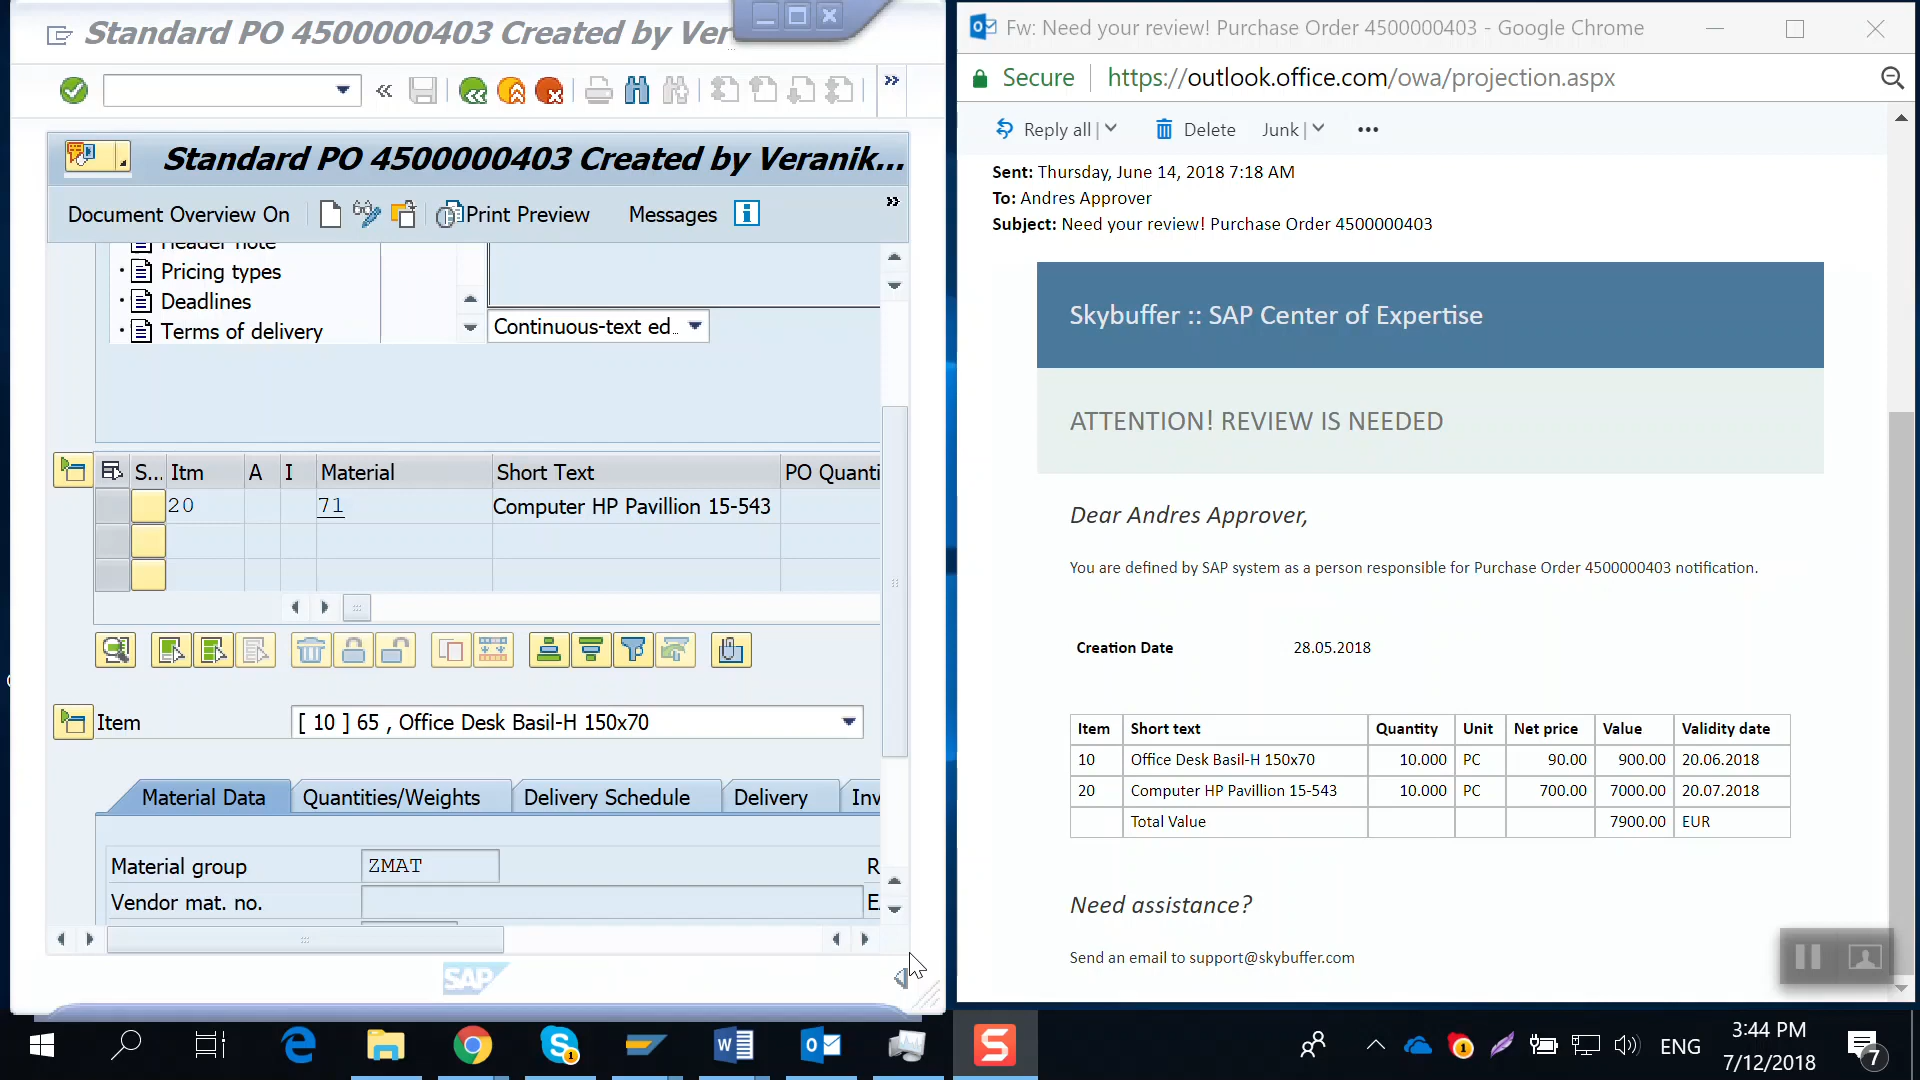 Standard PO 4500000403 Created by Ver
Standard PO 4500000403 Created by Veranik...
Document Overview On
Print Preview
Messages
Header note
Pricing types
Deadlines
Terms of delivery
Continuous-text ed..
S... Itm A I Material Short Text PO Quanti
20 71 Computer HP Pavillion 15-543
Item [ 10 ] 65 , Office Desk Basil-H 150x70
Material Data Quantities/Weights Delivery Schedule Delivery Inv
Material group ZMAT R
Vendor mat. no. E
SAP
Fw: Need your review! Purchase Order 4500000403 - Google Chrome
Secure https://outlook.office.com/owa/projection.aspx
Reply all | Delete Junk | •••
Sent: Thursday, June 14, 2018 7:18 AM
To: Andres Approver
Subject: Need your review! Purchase Order 4500000403
Skybuffer :: SAP Center of Expertise
ATTENTION! REVIEW IS NEEDED
Dear Andres Approver,
You are defined by SAP system as a person responsible for Purchase Order 4500000403 notification.
Creation Date 28.05.2018
Item Short text Quantity Unit Net price Value Validity date
10 Office Desk Basil-H 150x70 10.000 PC 90.00 900.00 20.06.2018
20 Computer HP Pavillion 15-543 10.000 PC 700.00 7000.00 20.07.2018
Total Value 7900.00 EUR
Need assistance?
Send an email to support@skybuffer.com
ENG
3:44 PM
7/12/2018
7